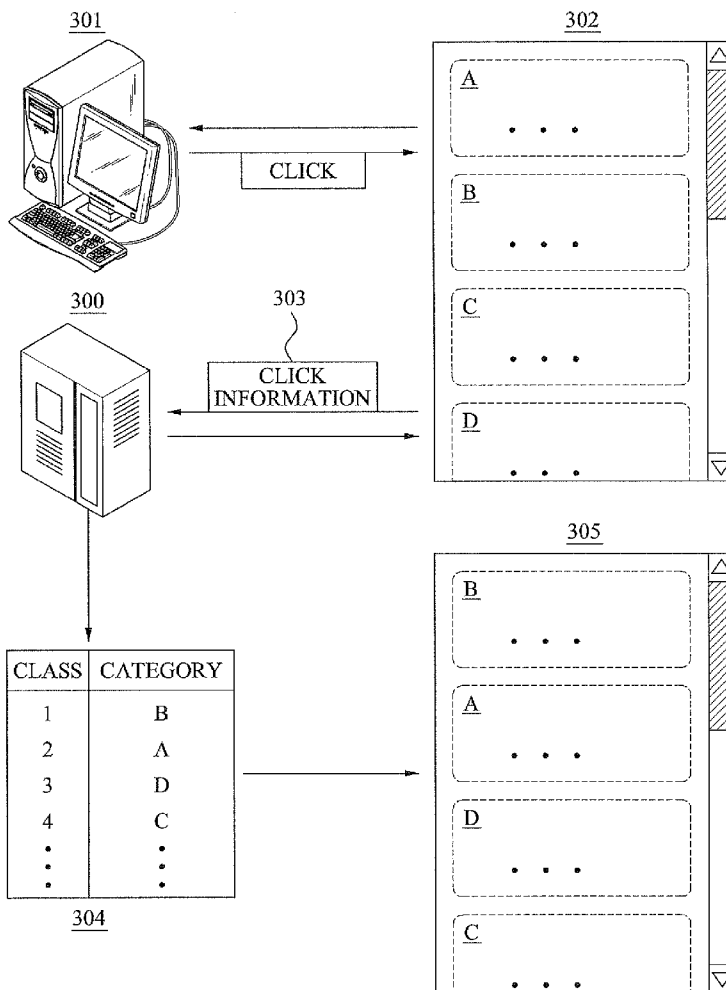 301
302
A
• • •
CLICK
B
• • •
300
303
C
• • •
CLICK
INFORMATION
D
• • •
305
B
• • •
CLASS CATEGORY
1 B
2 A
3 D
4 C
A
• • •
D
• • •
304
C
• • •